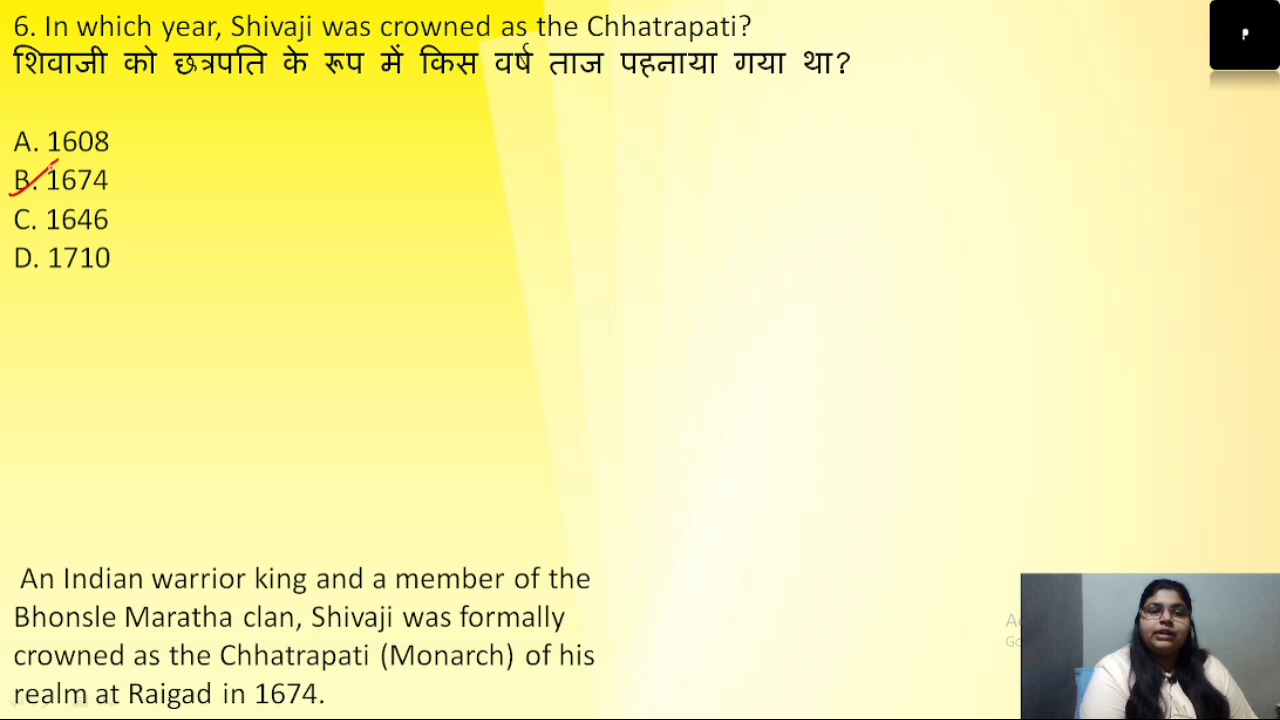 6. In which year, Shivaji was crowned as the Chhatrapati?
शिवाजी को छत्रपति के रूप में किस वर्ष ताज पहनाया गया था?
A. 1608
B. 1674
C. 1646
D. 1710
An Indian warrior king and a member of the
Bhonsle Maratha clan, Shivaji was formally
crowned as the Chhatrapati (Monarch) of his
realm at Raigad in 1674.